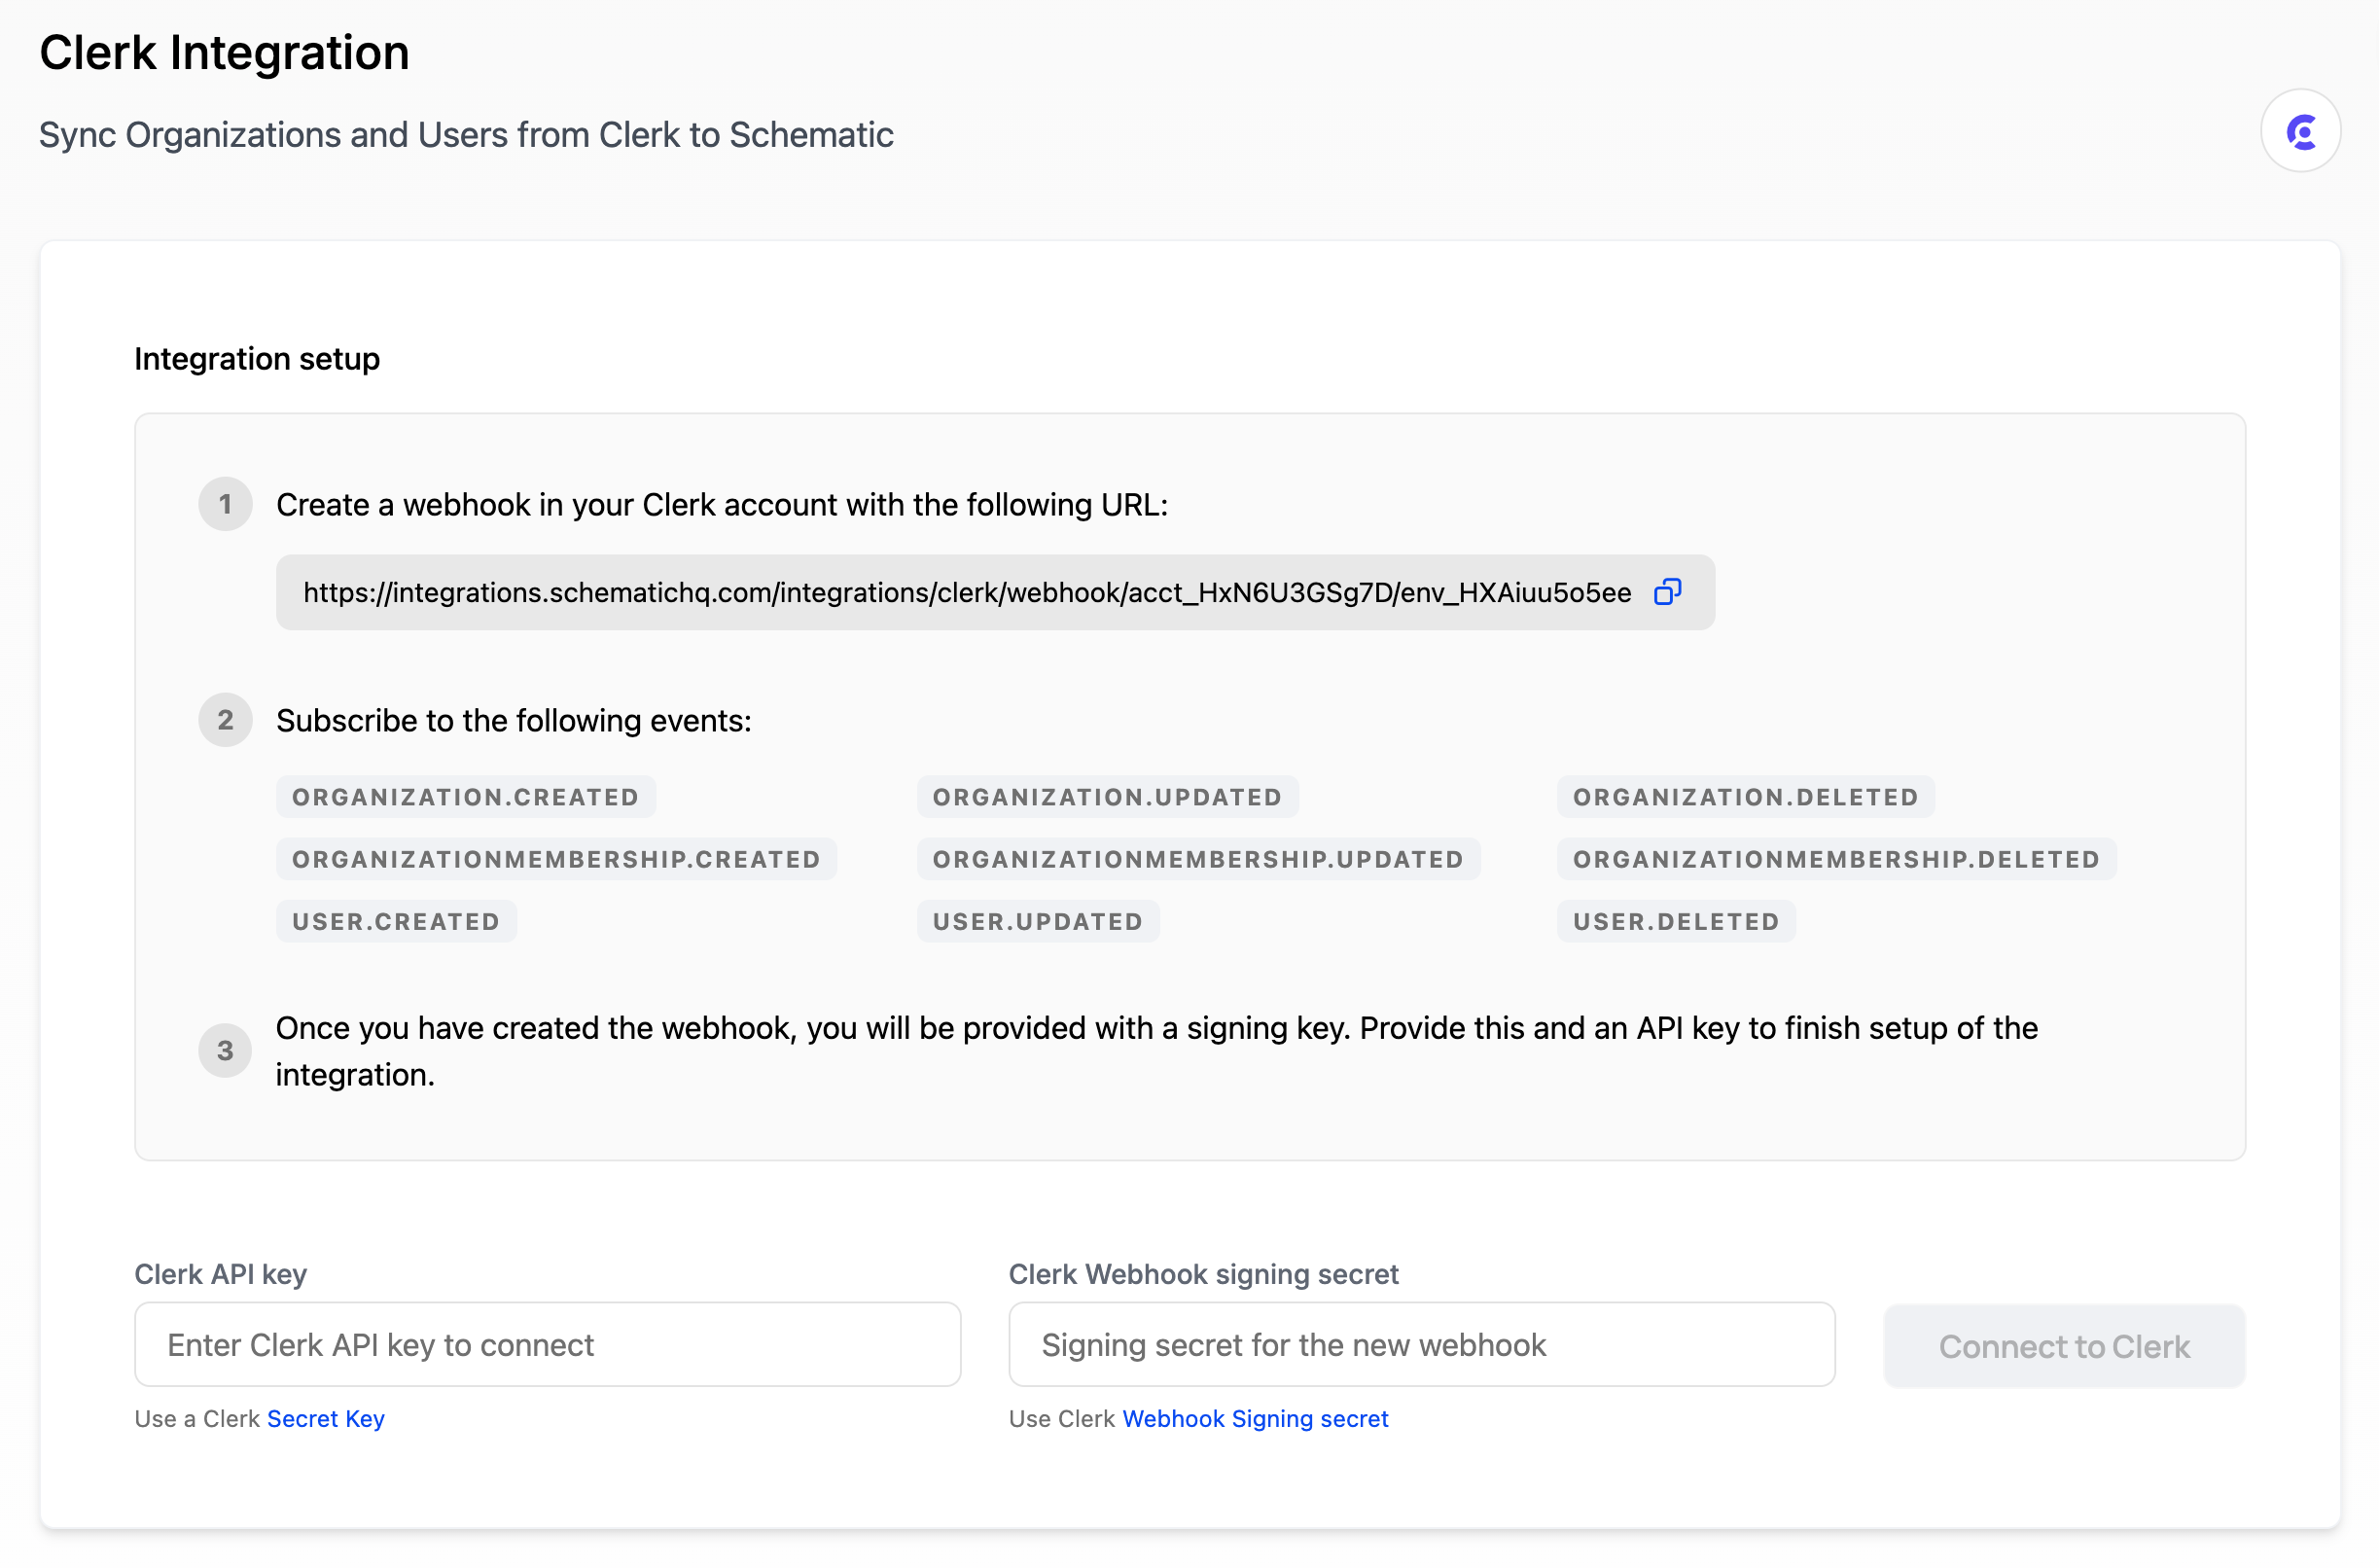 Clerk Integration
Sync Organizations and Users from Clerk to Schematic
Integration setup
1 Create a webhook in your Clerk account with the following URL:
https://integrations.schematichq.com/integrations/clerk/webhook/acct_HxN6U3GSg7D/env_HXAiuu5o5ee
2 Subscribe to the following events:
ORGANIZATION.CREATED ORGANIZATION.UPDATED ORGANIZATION.DELETED
ORGANIZATIONMEMBERSHIP.CREATED ORGANIZATIONMEMBERSHIP.UPDATED ORGANIZATIONMEMBERSHIP.DELETED
USER.CREATED USER.UPDATED USER.DELETED
3 Once you have created the webhook, you will be provided with a signing key. Provide this and an API key to finish setup of the
integration.
Clerk API key Clerk Webhook signing secret
Enter Clerk API key to connect Signing secret for the new webhook Connect to Clerk
Use a Clerk Secret Key Use Clerk Webhook Signing secret